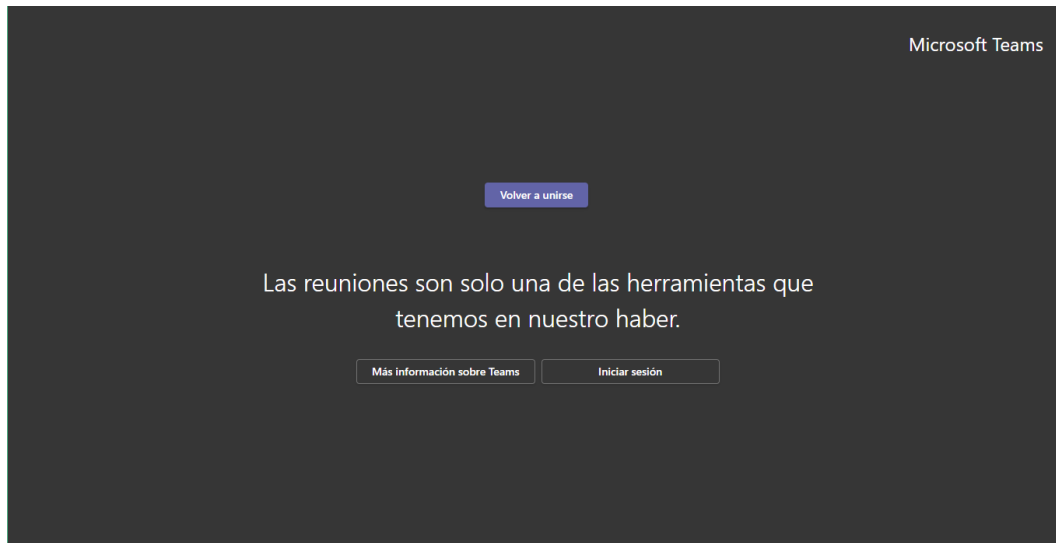 Microsoft Teams
Volver a unirse
Las reuniones son solo una de las herramientas que
tenemos en nuestro haber.
Más información sobre Teams
Iniciar sesión